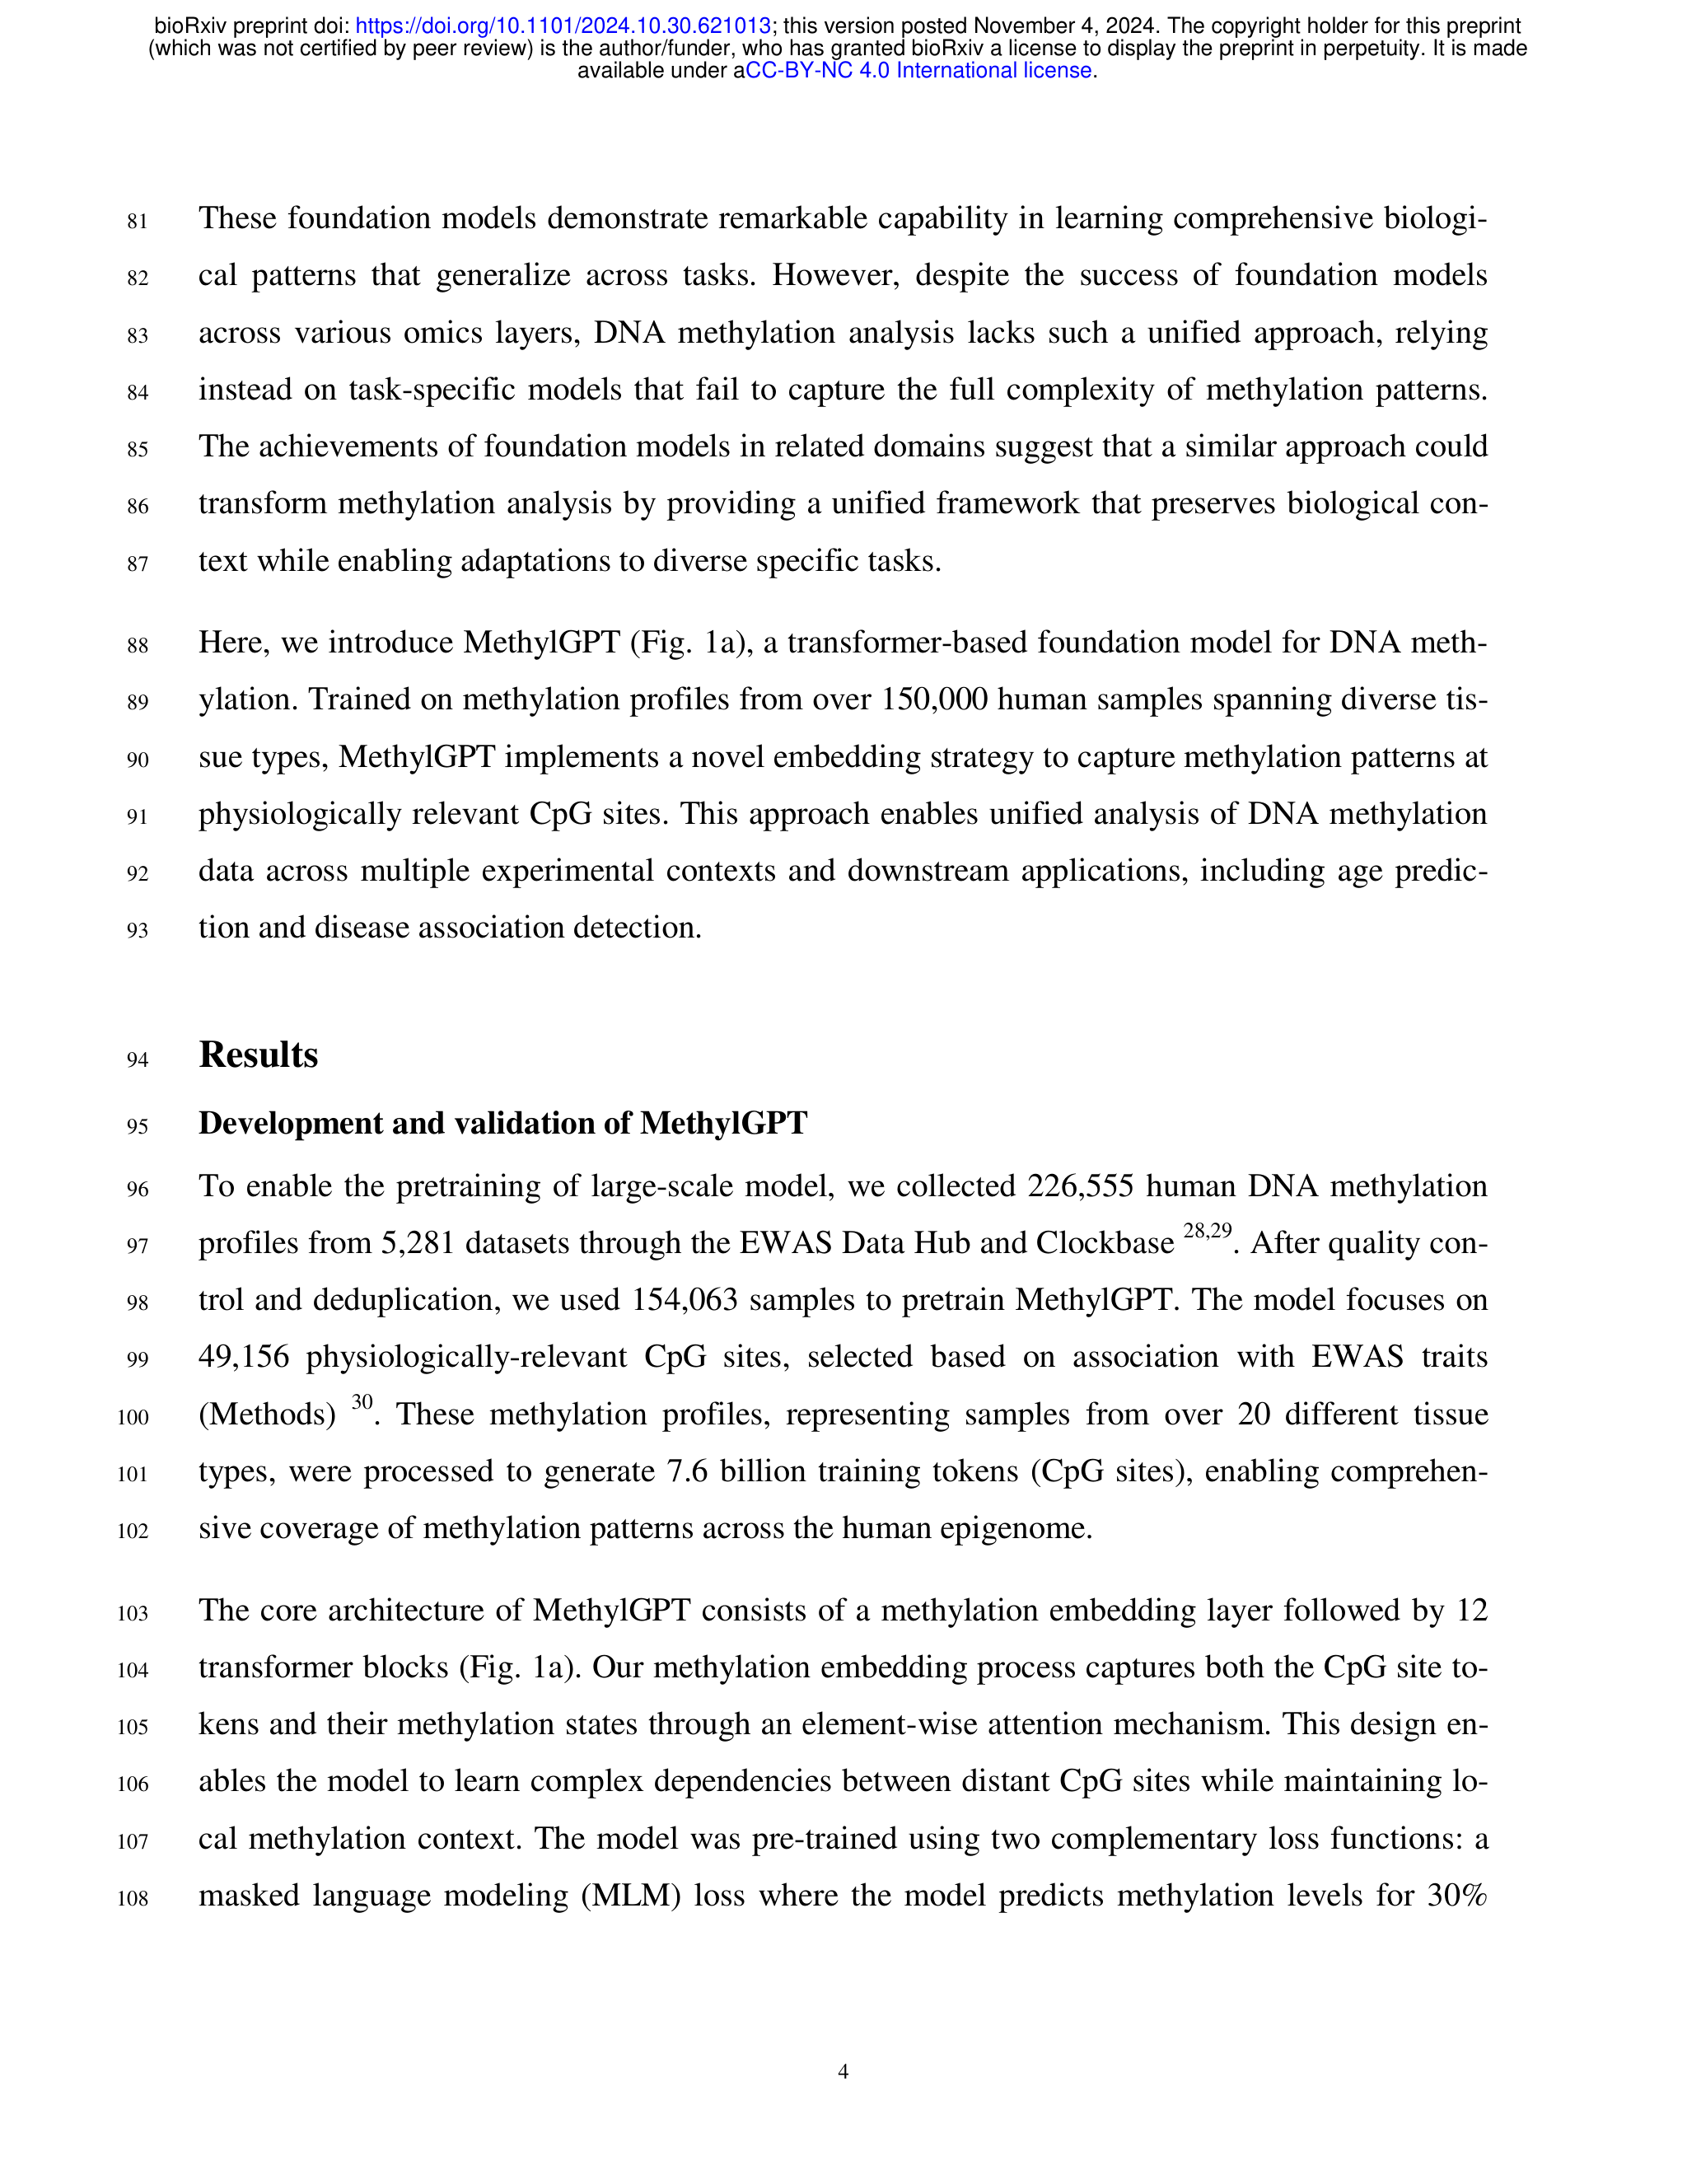 bioRxiv preprint doi: https://doi.org/10.1101/2024.10.30.621013; this version posted November 4, 2024. The copyright holder for this preprint
(which was not certified by peer review) is the author/funder, who has granted bioRxiv a license to display the preprint in perpetuity. It is made
available under aCC-BY-NC 4.0 International license.
81 These foundation models demonstrate remarkable capability in learning comprehensive biologi-
82 cal patterns that generalize across tasks. However, despite the success of foundation models
83 across various omics layers, DNA methylation analysis lacks such a unified approach, relying
84 instead on task-specific models that fail to capture the full complexity of methylation patterns.
85 The achievements of foundation models in related domains suggest that a similar approach could
86 transform methylation analysis by providing a unified framework that preserves biological con-
87 text while enabling adaptations to diverse specific tasks.
88 Here, we introduce MethylGPT (Fig. 1a), a transformer-based foundation model for DNA meth-
89 ylation. Trained on methylation profiles from over 150,000 human samples spanning diverse tis-
90 sue types, MethylGPT implements a novel embedding strategy to capture methylation patterns at
91 physiologically relevant CpG sites. This approach enables unified analysis of DNA methylation
92 data across multiple experimental contexts and downstream applications, including age predic-
93 tion and disease association detection.
94 Results
95 Development and validation of MethylGPT
96 To enable the pretraining of large-scale model, we collected 226,555 human DNA methylation
97 profiles from 5,281 datasets through the EWAS Data Hub and Clockbase 28,29. After quality con-
98 trol and deduplication, we used 154,063 samples to pretrain MethylGPT. The model focuses on
99 49,156 physiologically-relevant CpG sites, selected based on association with EWAS traits
100 (Methods) 30. These methylation profiles, representing samples from over 20 different tissue
101 types, were processed to generate 7.6 billion training tokens (CpG sites), enabling comprehen-
102 sive coverage of methylation patterns across the human epigenome.
103 The core architecture of MethylGPT consists of a methylation embedding layer followed by 12
104 transformer blocks (Fig. 1a). Our methylation embedding process captures both the CpG site to-
105 kens and their methylation states through an element-wise attention mechanism. This design en-
106 ables the model to learn complex dependencies between distant CpG sites while maintaining lo-
107 cal methylation context. The model was pre-trained using two complementary loss functions: a
108 masked language modeling (MLM) loss where the model predicts methylation levels for 30%
4